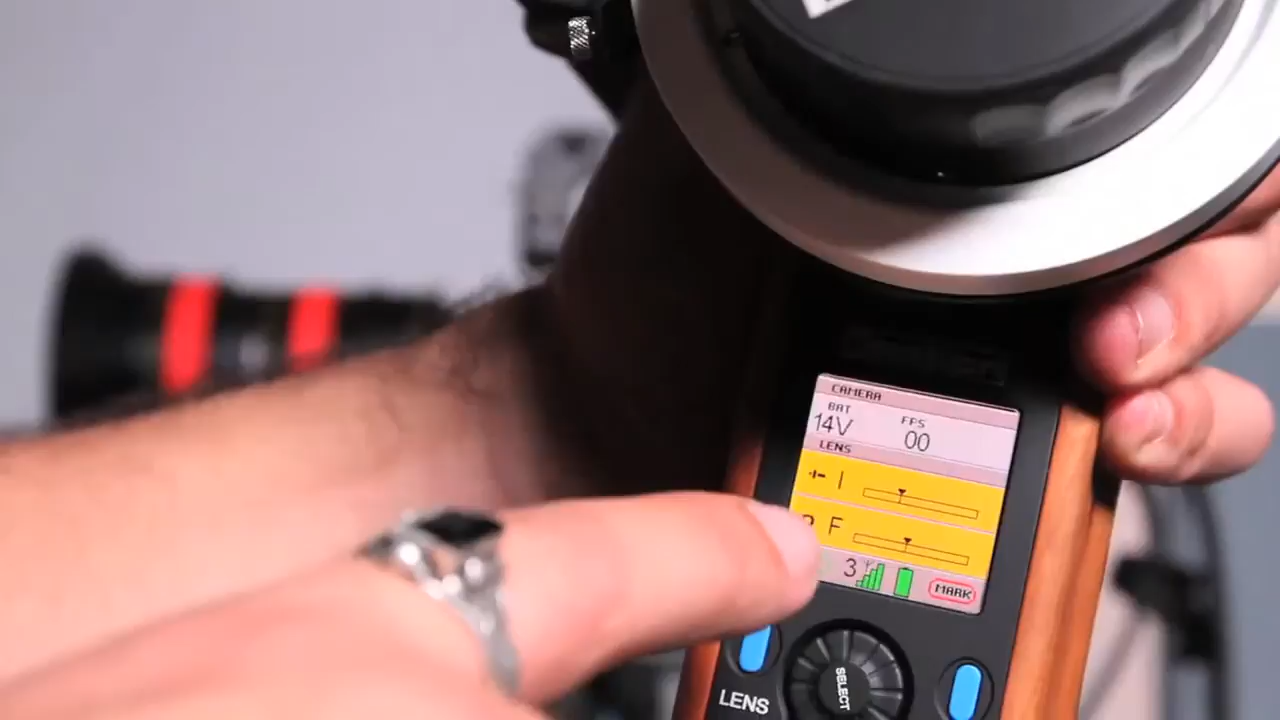 CAMERA
BAT FPS
14V 00
LENS
I
F
3 MARK
SELECT
LENS